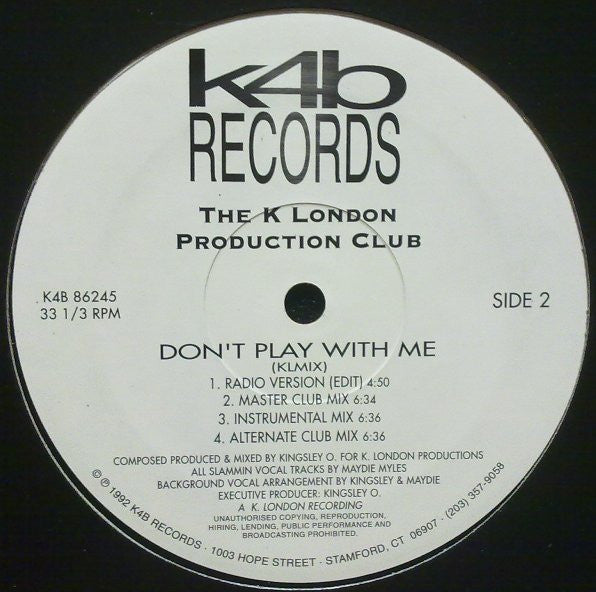 k4b
RECORDS
THE K LONDON
PRODUCTION CLUB
K4B 86245
33 1/3 RPM
SIDE 2
DON'T PLAY WITH ME
(KLMIX)
1. RADIO VERSION (EDIT) 4:50
2. MASTER CLUB MIX 6:34
3. INSTRUMENTAL MIX 6:36
4. ALTERNATE CLUB MIX 6:36
COMPOSED PRODUCED & MIXED BY KINGSLEY O. FOR K. LONDON PRODUCTIONS
ALL SLAMMIN VOCAL TRACKS BY MAYDIE MYLES
BACKGROUND VOCAL ARRANGEMENT BY KINGSLEY & MAYDIE
EXECUTIVE PRODUCER: KINGSLEY O.
A K. LONDON RECORDING
UNAUTHORISED COPYING, REPRODUCTION,
HIRING, LENDING, PUBLIC PERFORMANCE AND
BROADCASTING PROHIBITED.
© ℗ 1992 K4B RECORDS · 1003 HOPE STREET · STAMFORD, CT 06907 · (203) 357-9058